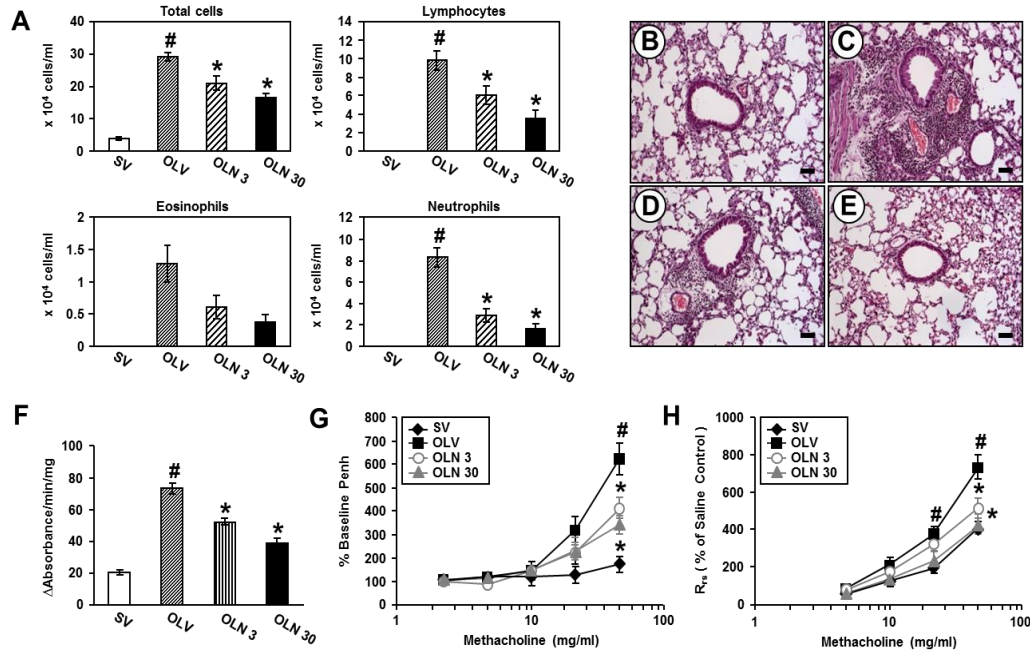 A
Total cells
x 10⁴ cells/ml
40
30
20
10
0
#
*
*
SV
OLV
OLN 3
OLN 30
Lymphocytes
x 10⁴ cells/ml
14
12
10
8
6
4
2
0
#
*
*
SV
OLV
OLN 3
OLN 30
Eosinophils
x 10⁴ cells/ml
2
1.5
1
0.5
0
SV
OLV
OLN 3
OLN 30
Neutrophils
x 10⁴ cells/ml
12
10
8
6
4
2
0
#
*
*
SV
OLV
OLN 3
OLN 30
B
C
D
E
F
ΔAbsorbance/min/mg
100
80
60
40
20
0
#
*
*
SV
OLV
OLN 3
OLN 30
G
% Baseline Penh
800
700
600
500
400
300
200
100
0
SV
OLV
OLN 3
OLN 30
#
*
*
1
10
100
Methacholine (mg/ml)
H
Rrs ( % of Saline Control )
1000
800
600
400
200
0
SV
OLV
OLN 3
OLN 30
#
#
*
*
1
10
100
Methacholine (mg/ml)